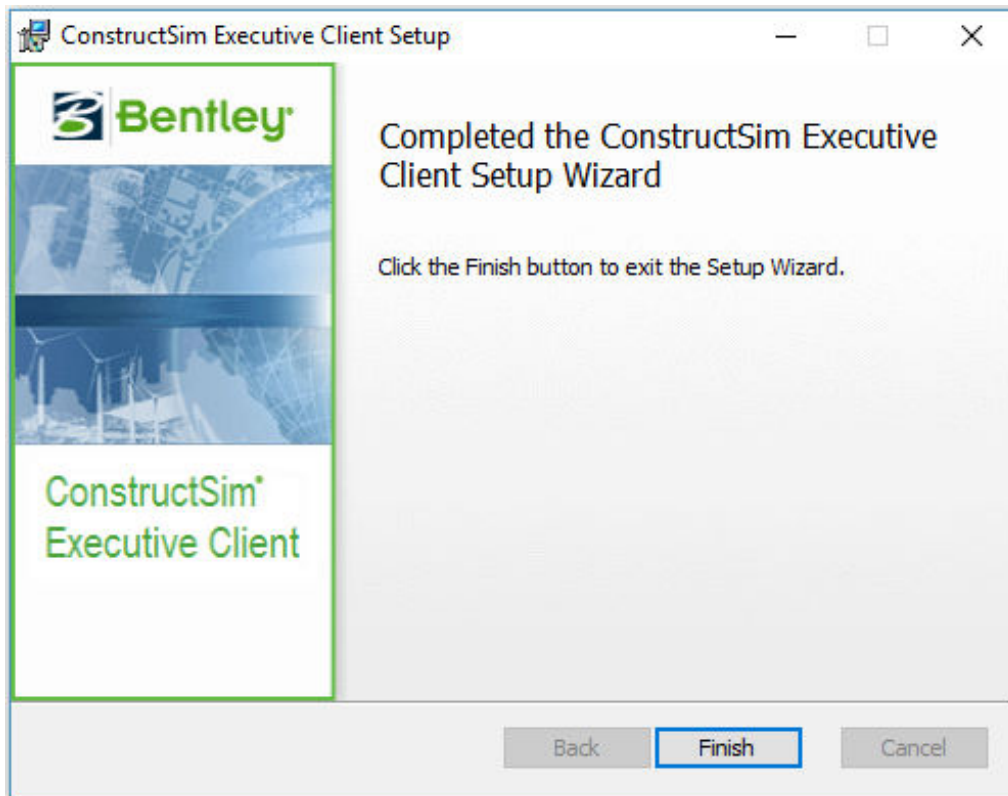 ConstructSim Executive Client Setup
Bentley®
Completed the ConstructSim Executive
Client Setup Wizard
Click the Finish button to exit the Setup Wizard.
ConstructSim®
Executive Client
Back
Finish
Cancel